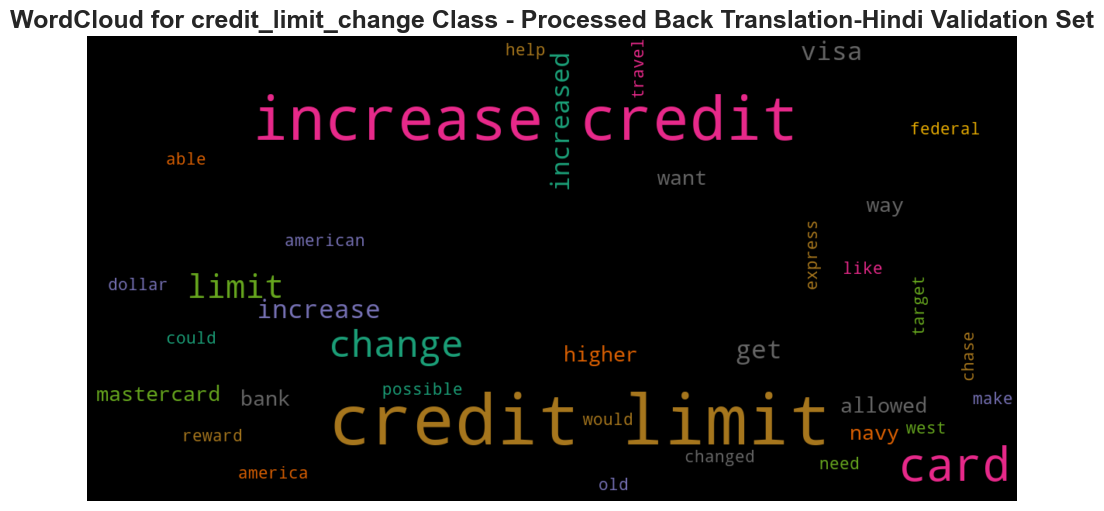 WordCloud for credit_limit_change Class - Processed Back Translation-Hindi Validation Set
help
increased
travel
visa
increase credit
federal
able
want
way
american
express
like
dollar
limit
target
increase
could
change
higher
get
chase
mastercard
bank
possible
credit limit
would
allowed
make
reward
navy
west
changed
need
card
america
old